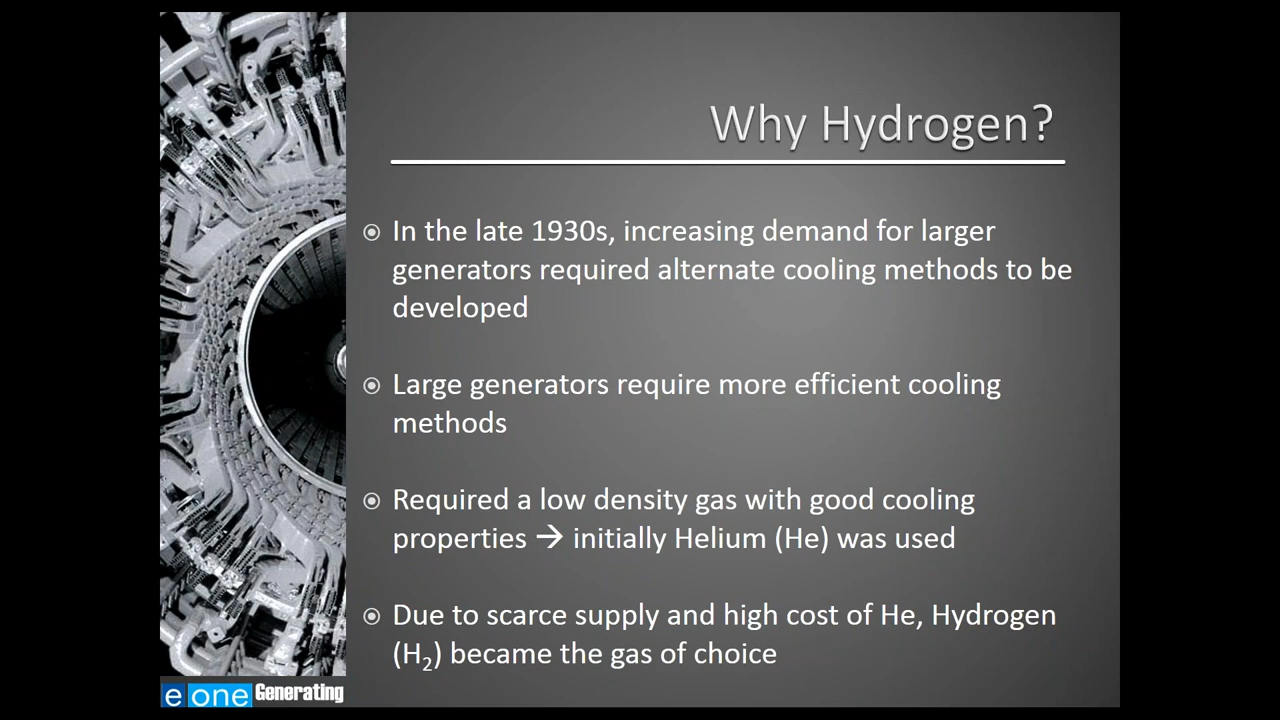 Why Hydrogen?
In the late 1930s, increasing demand for larger
generators required alternate cooling methods to be
developed
Large generators require more efficient cooling
methods
Required a low density gas with good cooling
properties → initially Helium (He) was used
Due to scarce supply and high cost of He, Hydrogen
(H₂) became the gas of choice
e one Generating